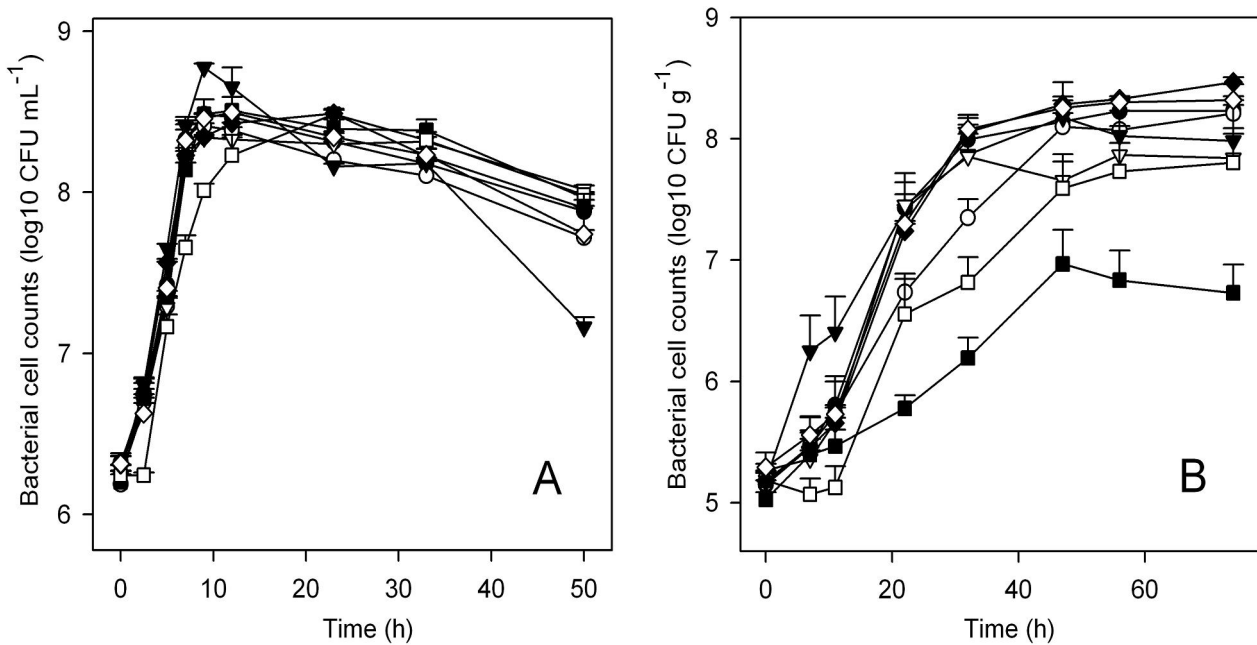 9
8
7
6
Bacterial cell counts (log10 CFU mL-1)
0 10 20 30 40 50
Time (h)
A
9
8
7
6
5
Bacterial cell counts (log10 CFU g-1)
0 20 40 60
Time (h)
B